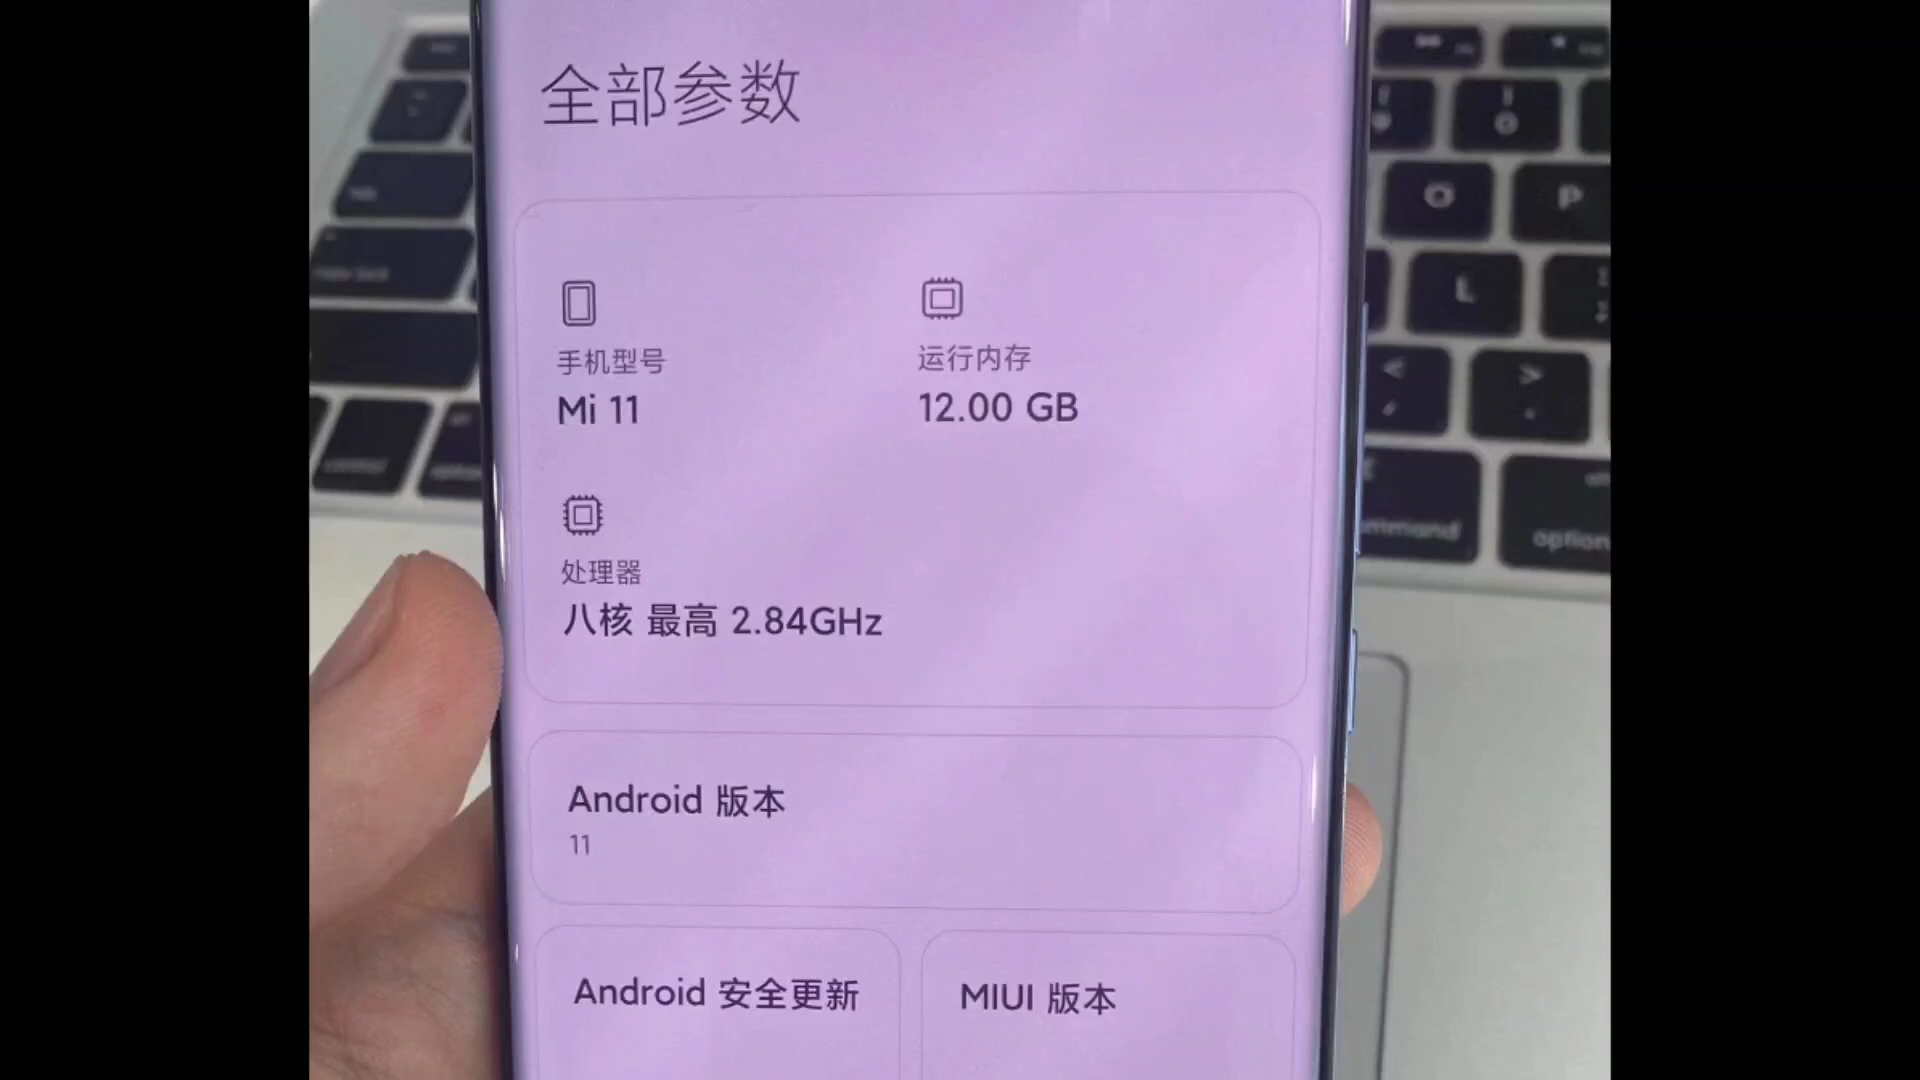 全部参数
手机型号
Mi 11
运行内存
12.00 GB
处理器
八核 最高 2.84GHz
Android 版本
11
Android 安全更新
MIUI 版本
O
P
L
<
>
control
option